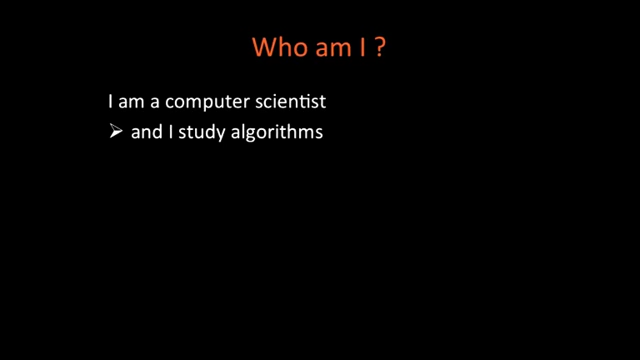 Who am I ?
I am a computer scientist
➢ and I study algorithms